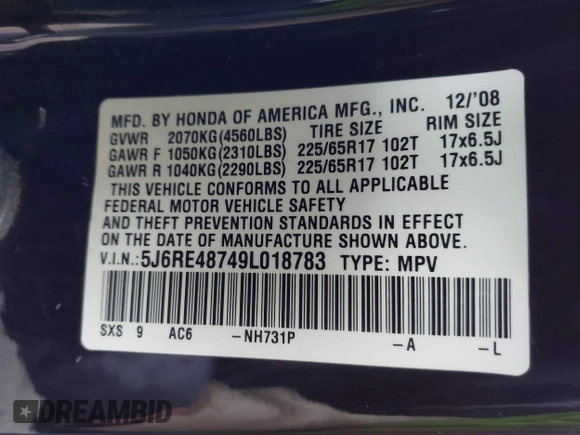 MFD. BY HONDA OF AMERICA MFG., INC. 12/'08
GVWR 2070KG(4560LBS) TIRE SIZE RIM SIZE
GAWR F 1050KG(2310LBS) 225/65R17 102T 17x6.5J
GAWR R 1040KG(2290LBS) 225/65R17 102T 17x6.5J
THIS VEHICLE CONFORMS TO ALL APPLICABLE
FEDERAL MOTOR VEHICLE SAFETY
AND THEFT PREVENTION STANDARDS IN EFFECT
ON THE DATE OF MANUFACTURE SHOWN ABOVE.
V.I.N.:5J6RE48749L018783 TYPE: MPV
SXS 9 AC6 -NH731P -A -L
DREAMBID